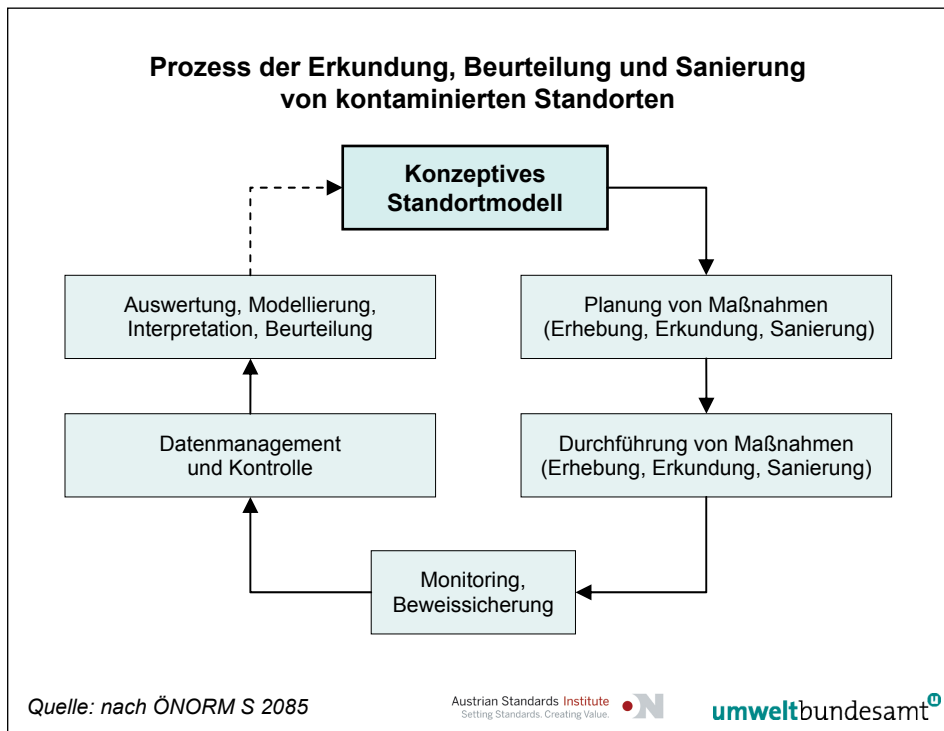 Prozess der Erkundung, Beurteilung und Sanierung
von kontaminierten Standorten
Konzeptives
Standortmodell
Auswertung, Modellierung,
Interpretation, Beurteilung
Planung von Maßnahmen
(Erhebung, Erkundung, Sanierung)
Datenmanagement
und Kontrolle
Durchführung von Maßnahmen
(Erhebung, Erkundung, Sanierung)
Monitoring,
Beweissicherung
Quelle: nach ÖNORM S 2085
Austrian Standards Institute
Setting Standards. Creating Value.
umweltbundesamt